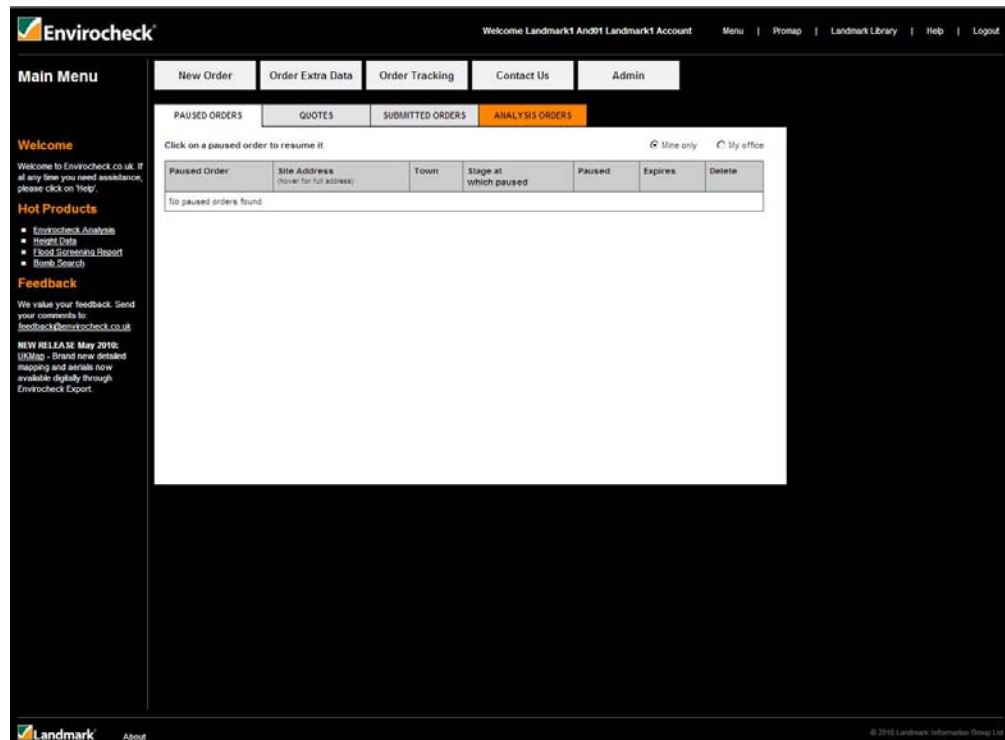 Envirocheck®
Welcome Landmark1 And01 Landmark1 Account
Menu | Promap | Landmark Library | Help | Logout
Main Menu
New Order
Order Extra Data
Order Tracking
Contact Us
Admin
PAUSED ORDERS
QUOTES
SUBMITTED ORDERS
ANALYSIS ORDERS
Welcome
Welcome to Envirocheck.co.uk. If
at any time you need assistance,
please click on 'Help'.
Hot Products
Envirocheck Analysis
Height Data
Flood Screening Report
Bomb Search
Feedback
We value your feedback. Send
your comments to:
feedback@envirocheck.co.uk
NEW RELEASE May 2010:
UKMap - Brand new detailed
mapping and aerials now
available digitally through
Envirocheck Export.
Click on a paused order to resume it
Mine only
My office
Paused Order
Site Address
(hover for full address)
Town
Stage at
which paused
Paused
Expires
Delete
No paused orders found
Landmark®
About
© 2010 Landmark Information Group Ltd